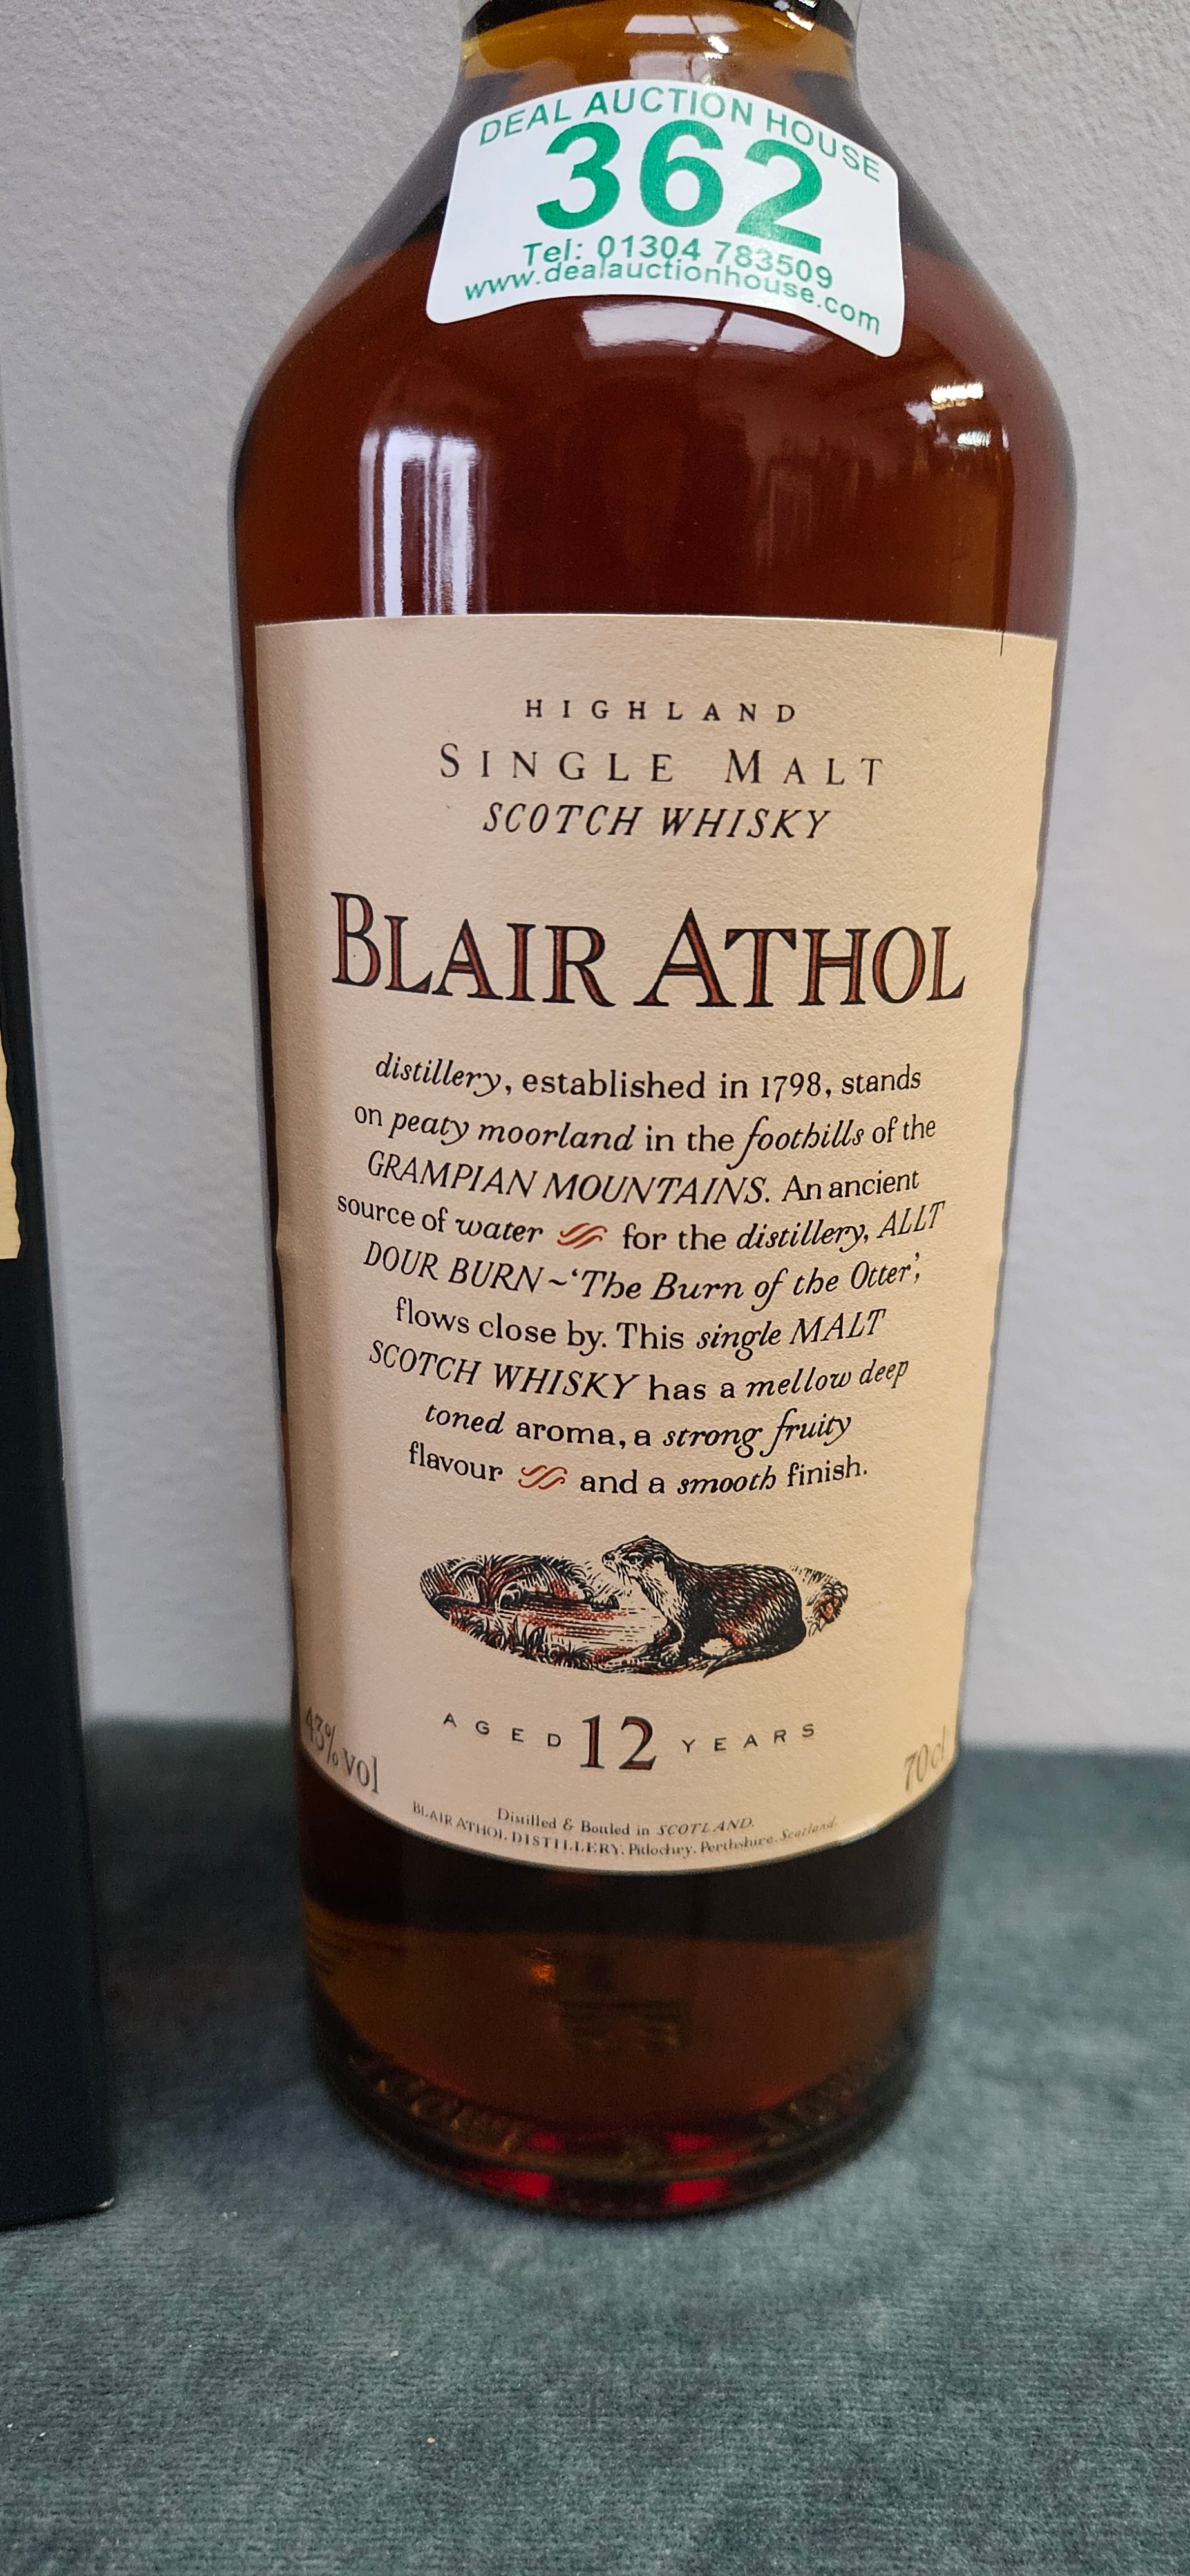 DEAL AUCTION HOUSE
362
Tel: 01304 783509
www.dealauctionhouse.com
HIGHLAND
SINGLE MALT
SCOTCH WHISKY
BLAIR ATHOL
distillery, established in 1798, stands
on peaty moorland in the foothills of the
GRAMPIAN MOUNTAINS. An ancient
source of water for the distillery, ALLT
DOUR BURN~'The Burn of the Otter',
flows close by. This single MALT
SCOTCH WHISKY has a mellow deep
toned aroma, a strong fruity
flavour and a smooth finish.
AGED 12 YEARS
43% vol
70cl
Distilled & Bottled in SCOTLAND.
BLAIR ATHOL DISTILLERY, Pitlochry, Perthshire, Scotland.